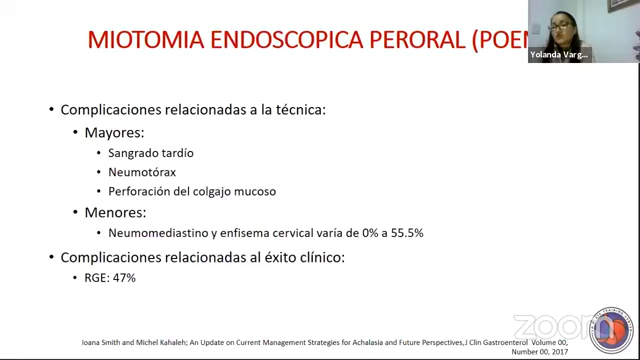 MIOTOMIA ENDOSCOPICA PERORAL (POEM
Yolanda Varg...
• Complicaciones relacionadas a la técnica:
• Mayores:
• Sangrado tardío
• Neumotórax
• Perforación del colgajo mucoso
• Menores:
• Neumomediastino y enfisema cervical varía de 0% a 55.5%
• Complicaciones relacionadas al éxito clínico:
• RGE: 47%
zoom
Ioana Smith and Michel Kahaleh; An Update on Current Management Strategies for Achalasia and Future Perspectives,J Clin Gastroenterol Volume 00,
Number 00, 2017